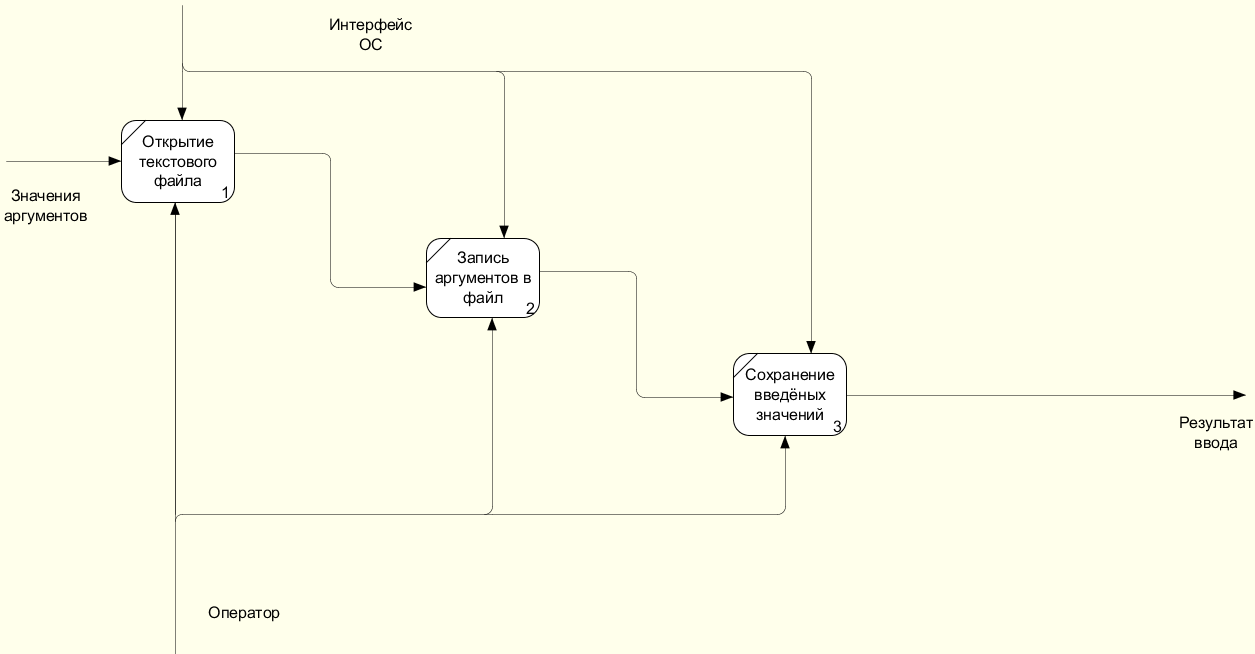 Интерфейс
ОС
Открытие
текстового
файла
1
Значения
аргументов
Запись
аргументов в
файл
2
Сохранение
введёных
значений
3
Результат
ввода
Оператор